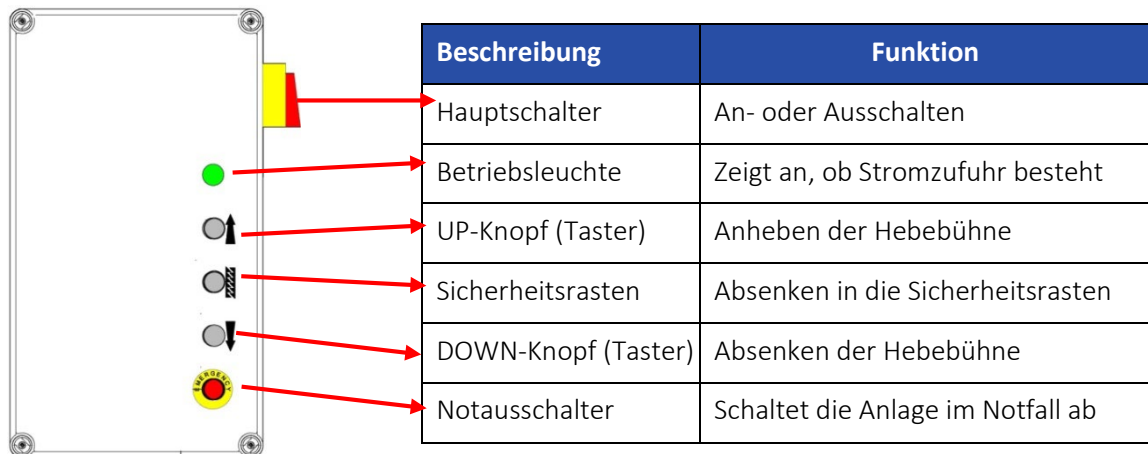 Beschreibung Funktion
Hauptschalter An- oder Ausschalten
Betriebsleuchte Zeigt an, ob Stromzufuhr besteht
UP-Knopf (Taster) Anheben der Hebebühne
Sicherheitsrasten Absenken in die Sicherheitsrasten
DOWN-Knopf (Taster) Absenken der Hebebühne
EMERGENCY
Notausschalter Schaltet die Anlage im Notfall ab